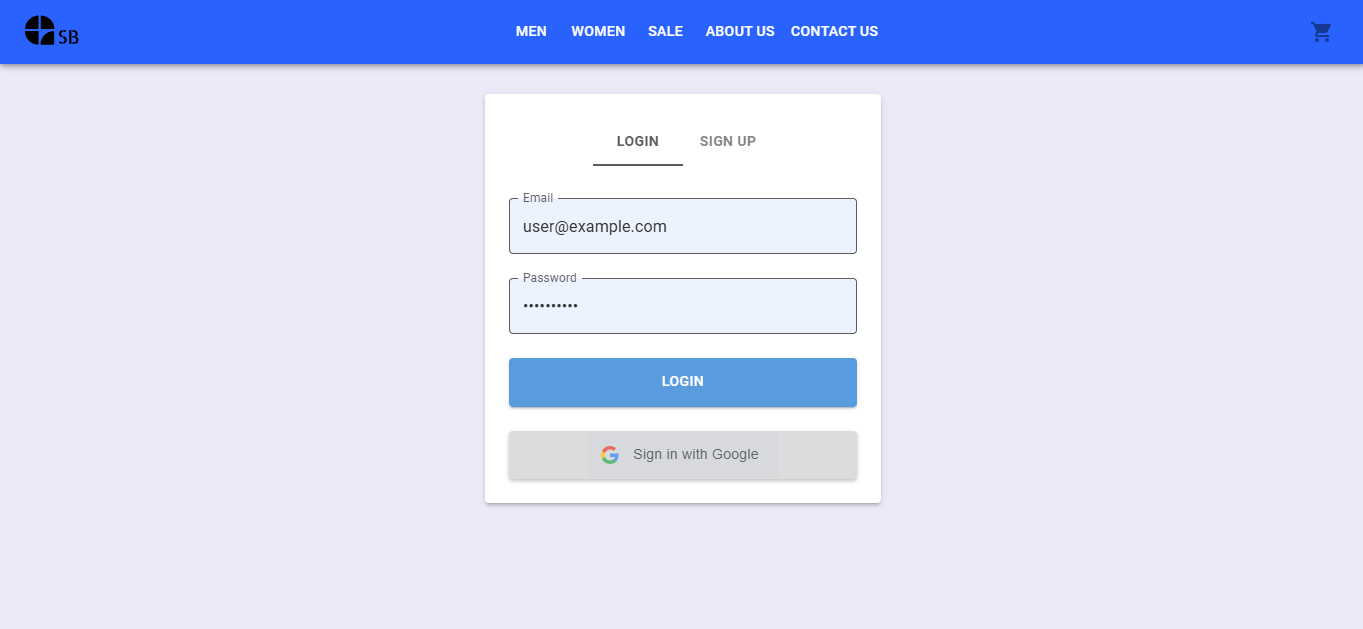 SB
MEN WOMEN SALE ABOUT US CONTACT US
LOGIN SIGN UP
Email
user@example.com
Password
••••••••••
LOGIN
Sign in with Google